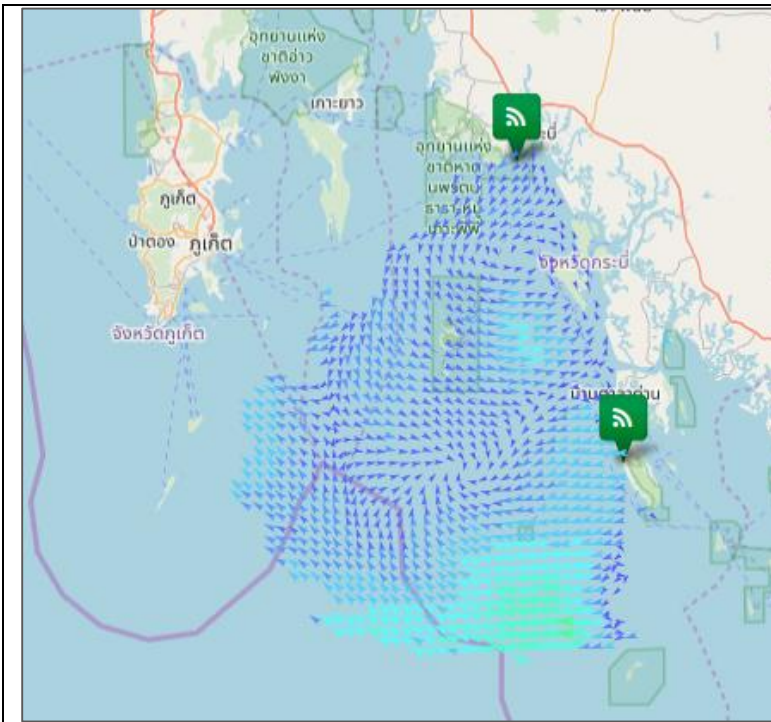 อุทยานแห่ง
ชาติอ่าว
พังงา
เกาะยาว
อุทยานแห่ง
ชาติหาด
นพรัตน์
ธารา-หมู่
เกาะพีพี
ภูเก็ต
ป่าตอง
ภูเก็ต
จังหวัดกระบี่
จังหวัดภูเก็ต